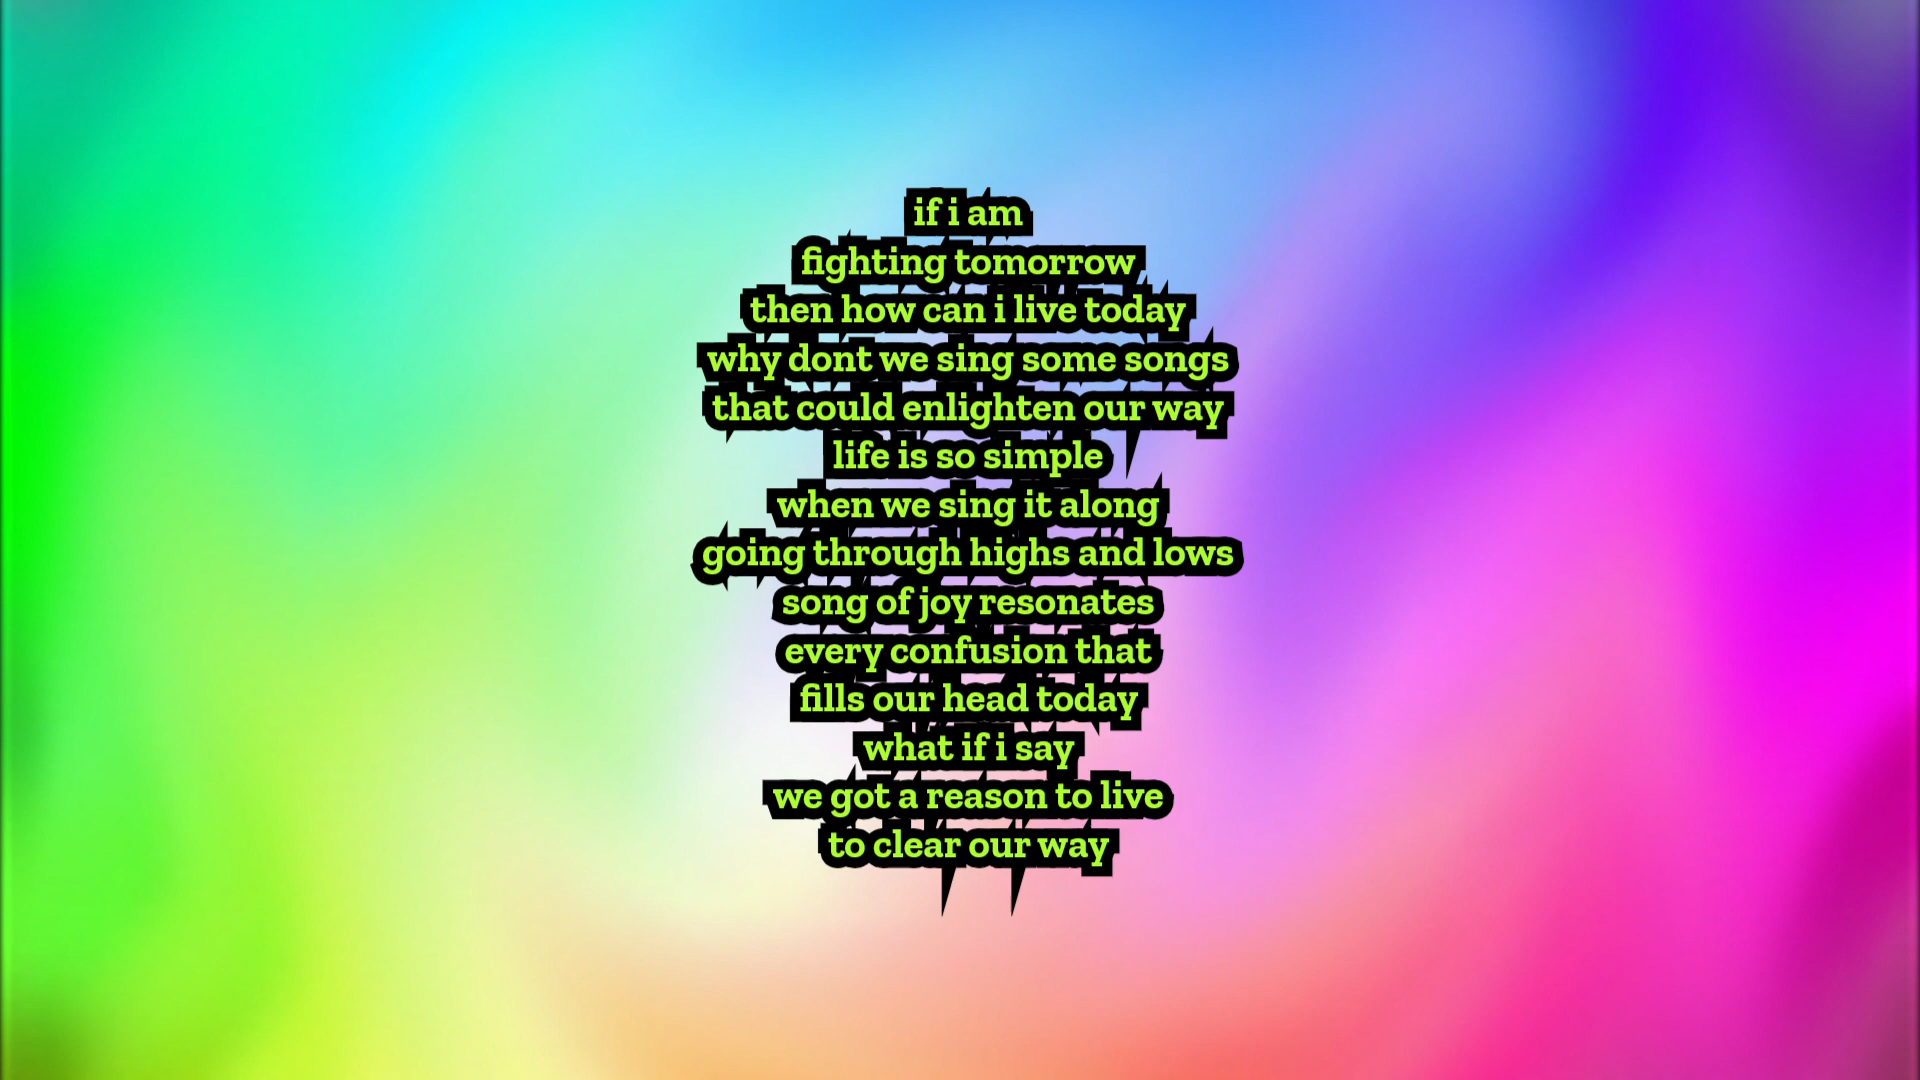 if i am
fighting tomorrow
then how can i live today
why dont we sing some songs
that could enlighten our way
life is so simple
when we sing it along
going through highs and lows
song of joy resonates
every confusion that
fills our head today
what if i say
we got a reason to live
to clear our way